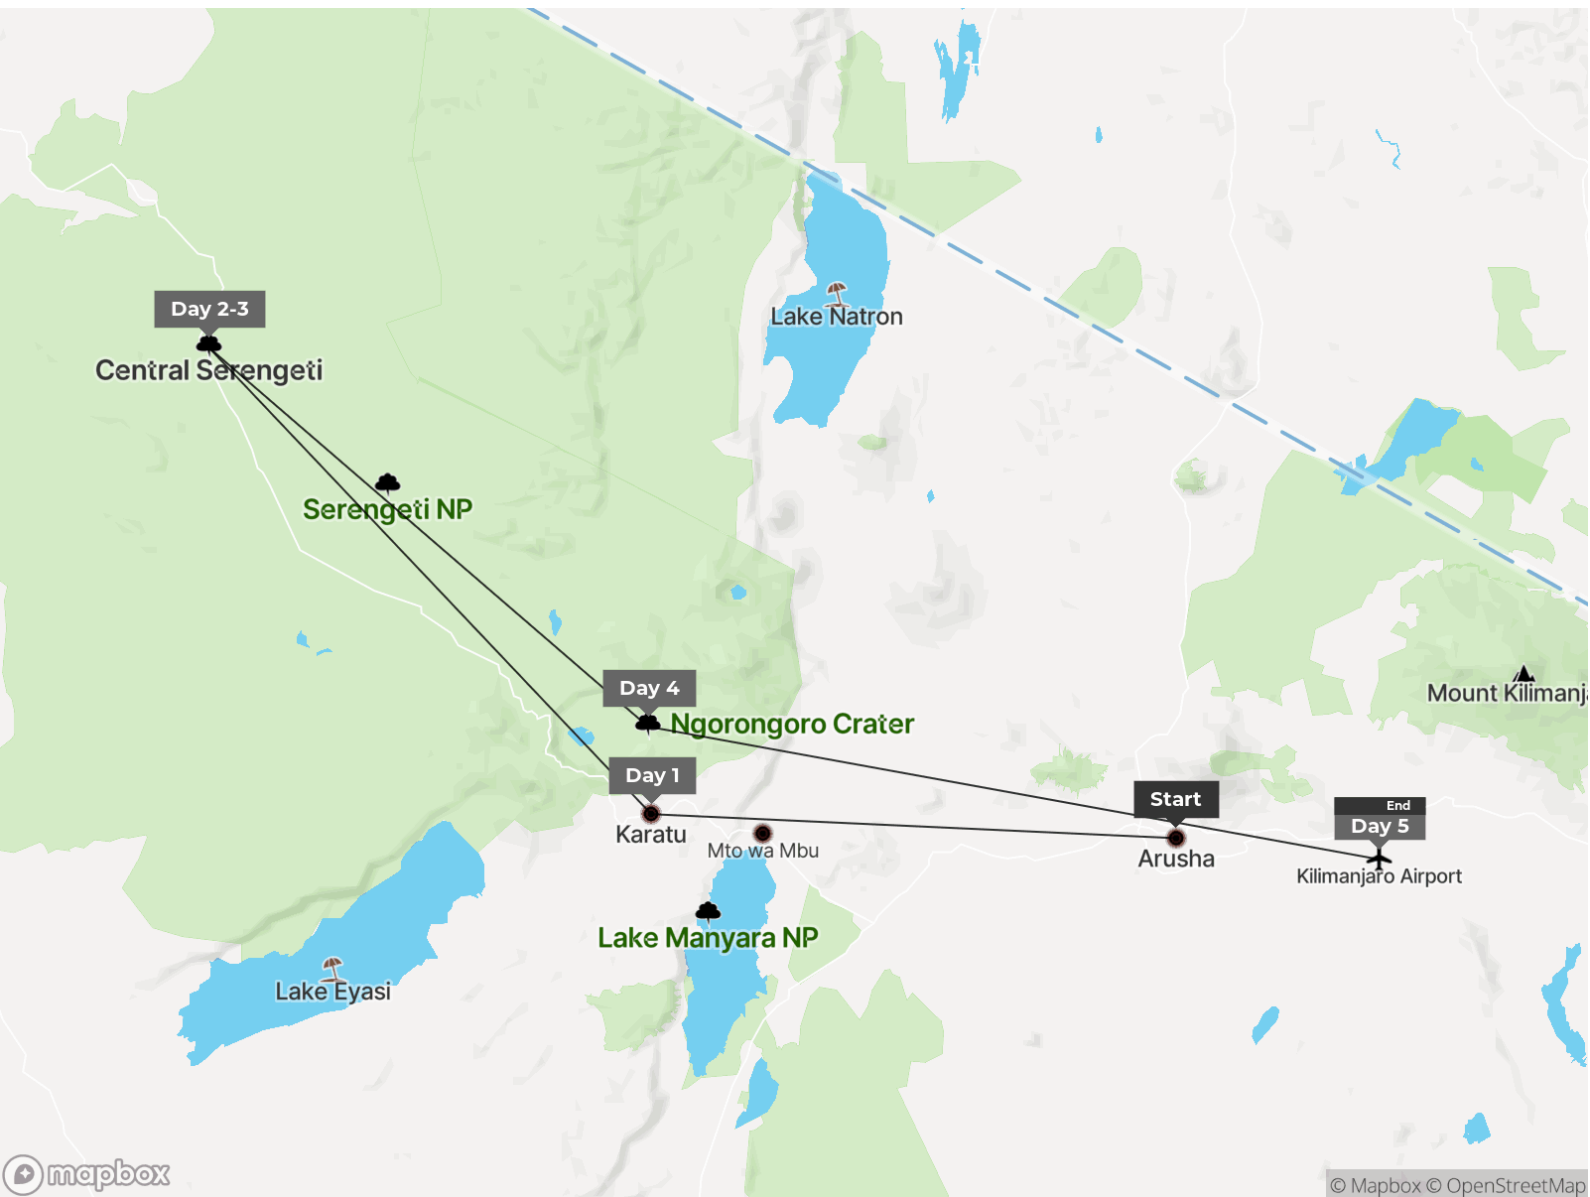 Day 2-3
Central Serengeti
Lake Natron
Serengeti NP
Day 4
Ngorongoro Crater
Mount Kilimanja
Day 1
Karatu
Mto wa Mbu
Start
Arusha
End
Day 5
Kilimanjaro Airport
Lake Manyara NP
Lake Eyasi
mapbox
© Mapbox © OpenStreetMap